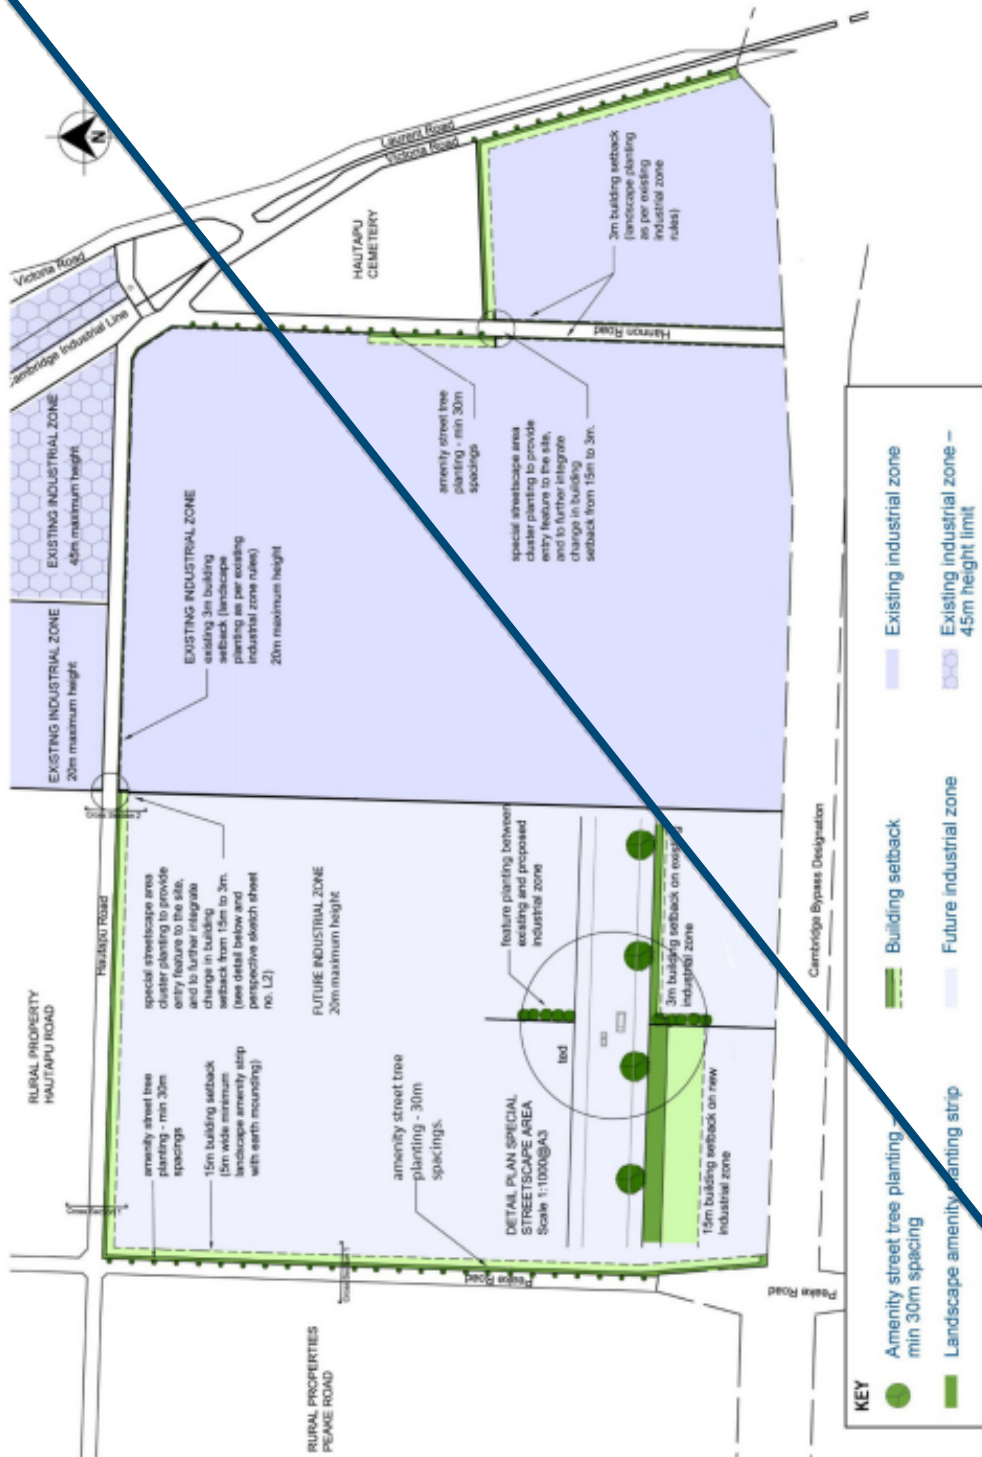 N
Victoria Road
Cambridge Industrial Line
Laurent Road
Victoria Road
HAUTAPU
CEMETERY
3m building setback
(landscape planting
as per existing
industrial zone
rules)
Hannon Road
EXISTING INDUSTRIAL ZONE
45m maximum height
EXISTING INDUSTRIAL ZONE
20m maximum height
EXISTING INDUSTRIAL ZONE
existing 3m building
setback (landscape
planting as per existing
industrial zone rules)
20m maximum height
amenity street tree
planting - min 30m
spacings
special streetscape area
cluster planting to provide
entry feature to the site,
and to further integrate
change in building
setback from 15m to 3m.
RURAL PROPERTY
HAUTAPU ROAD
Hautapu Road
Cross Section 2
Cross Section 1
special streetscape area
cluster planting to provide
entry feature to the site,
and to further integrate
change in building
setback from 15m to 3m.
(see detail below and
perspective sketch sheet
no. L2)
amenity street tree
planting - min 30m
spacings
15m building setback
(5m wide minimum
landscape amenity strip
with earth mounding)
FUTURE INDUSTRIAL ZONE
20m maximum height
amenity street tree
planting - 30m
spacings.
RURAL PROPERTIES
PEAKE ROAD
Peake Road
Peake Road
feature planting between
existing and proposed
industrial zone
ted
DETAIL PLAN SPECIAL
STREETSCAPE AREA
Scale 1:1000@A3
3m building setback on existing
industrial zone
15m building setback on new
industrial zone
Cambridge Bypass Designation
KEY
Amenity street tree planting –
min 30m spacing
Landscape amenity planting strip
Building setback
Future industrial zone
Existing industrial zone
Existing industrial zone –
45m height limit